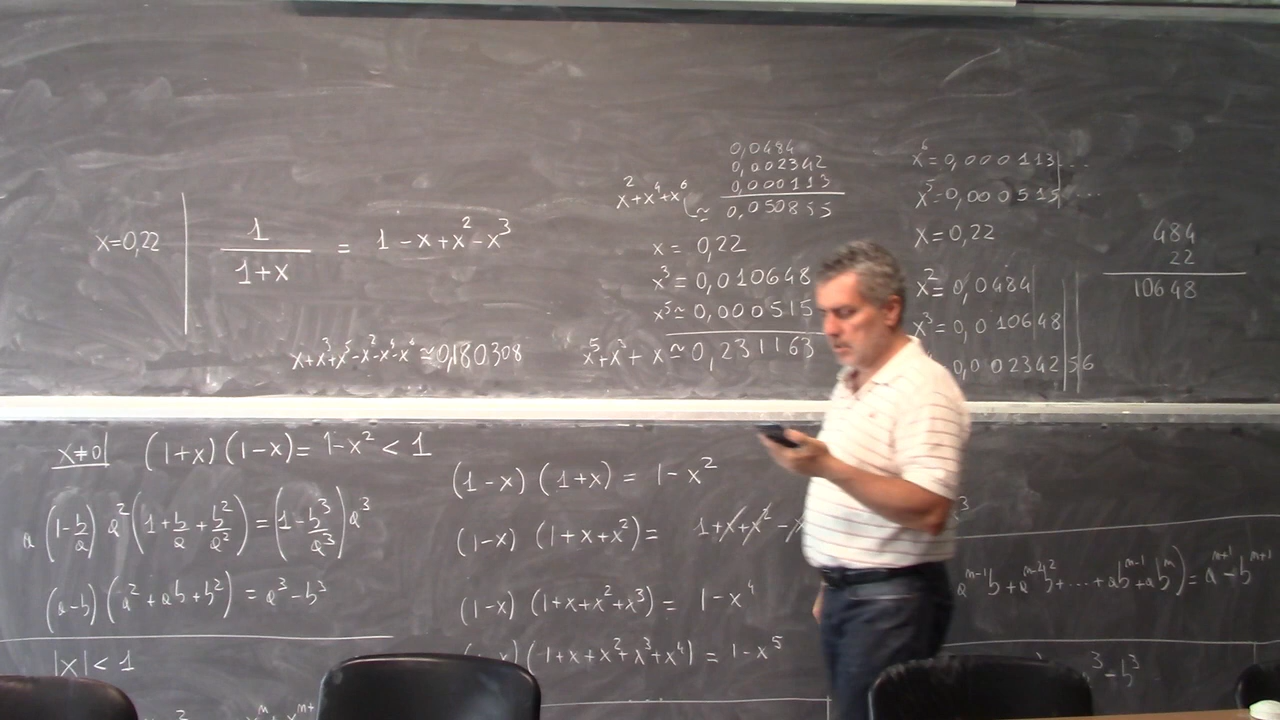 x=0,22
1
1+x
= 1-x+x²-x³
x+x³+x⁵-x²-x⁴-x⁶≈0,180308
0,0484
0,002342
0,000113
x²+x⁴+x⁶ ≃ 0,050855
x = 0,22
x³ = 0,010648
x⁵ ≃ 0,000515
x⁵+x³+x ≃ 0,231163
x⁶=0,000113...
x⁵=0,000515....
x=0,22
x²=0,0484
x³=0,010648
0,00234256
484
22
10648
x≠0 (1+x)(1-x)=1-x²<1
a(1-b/a)a²(1+b/a+b²/a²)=(1-b³/a³)a³
(a-b)(a²+ab+b²)=a³-b³
|x|<1
(1-x)(1+x)=1-x²
(1-x)(1+x+x²)=1+x+x²-x
(1-x)(1+x+x²+x³)=1-x⁴
(1+x+x²+x³+x⁴)=1-x⁵